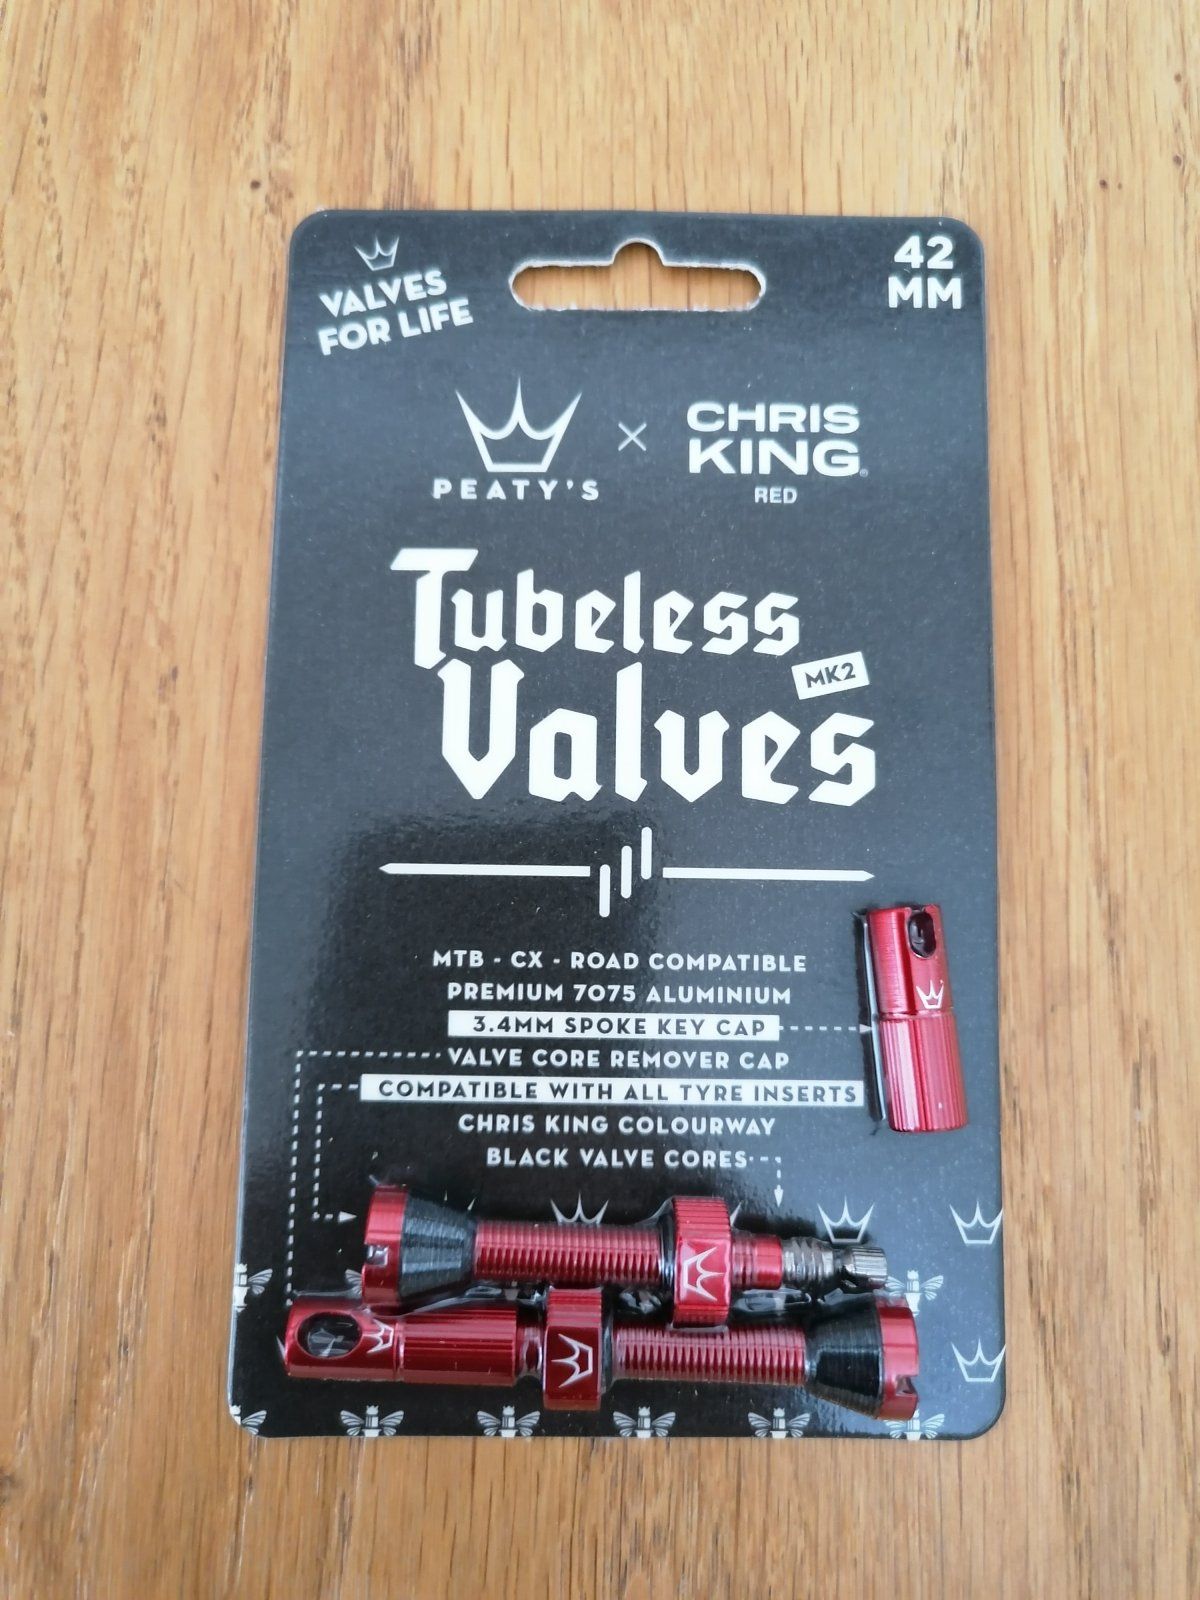 VALVES
FOR LIFE
42
MM
PEATY'S
×
CHRIS
KING®
RED
Tubeless
Valves
MK2
MTB - CX - ROAD COMPATIBLE
PREMIUM 7075 ALUMINIUM
3.4MM SPOKE KEY CAP
VALVE CORE REMOVER CAP
COMPATIBLE WITH ALL TYRE INSERTS
CHRIS KING COLOURWAY
BLACK VALVE CORES